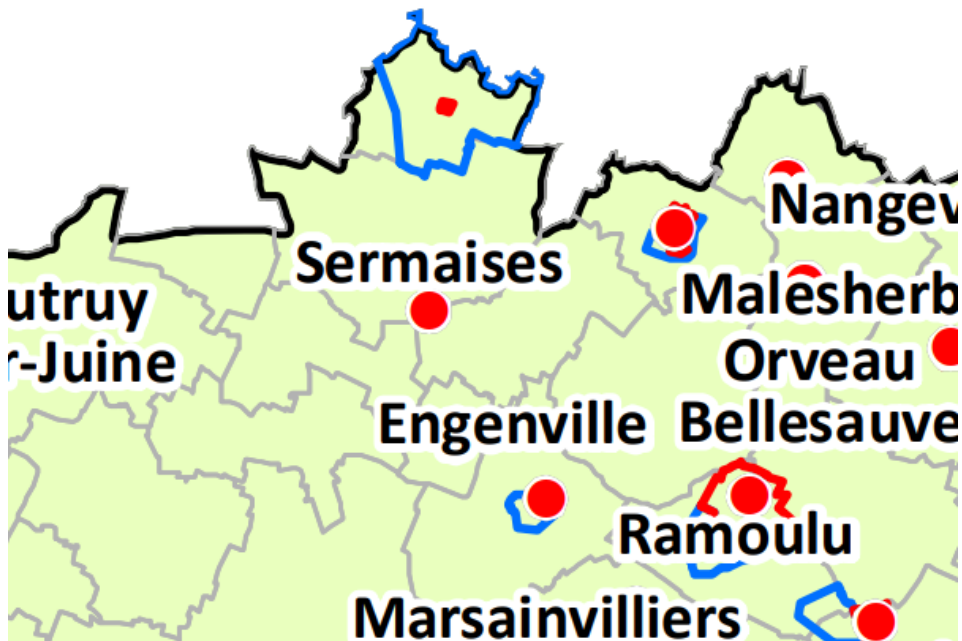 Nangev
Sermaises
utruy
Malesherb
r-Juine
Orveau
Engenville
Bellesauve
Ramoulu
Marsainvilliers